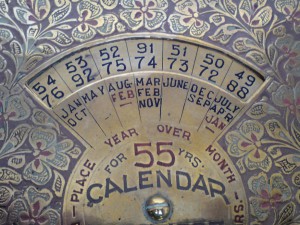 54 53 52 91 51 50 49
76 92 75 74 73 72 88
JAN MAY AUG MAR JUNE DEC JULY
OCT FEB FEB SEP APR
NOV JAN
PLACE YEAR OVER MONTH
FOR 55 YRS.
CALENDAR